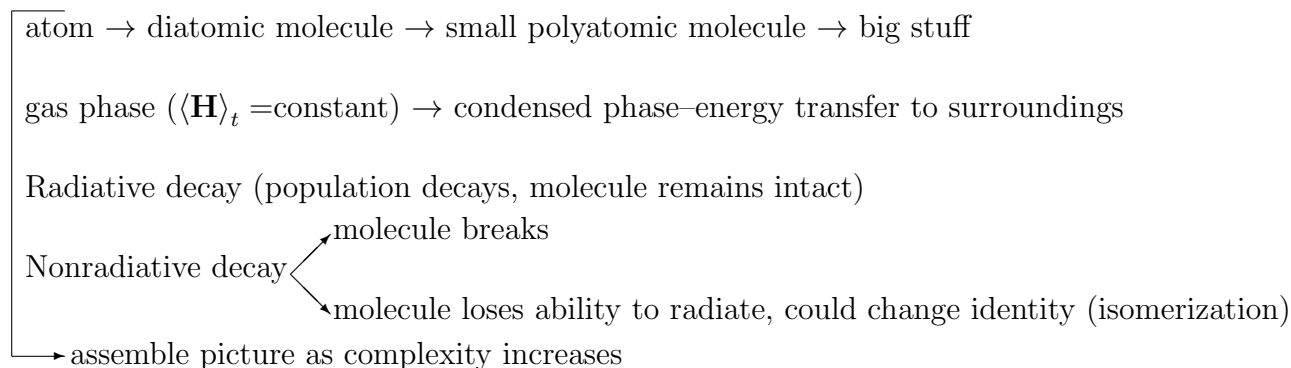 atom → diatomic molecule → small polyatomic molecule → big stuff
gas phase (⟨H⟩t =constant) → condensed phase–energy transfer to surroundings
Radiative decay (population decays, molecule remains intact)
molecule breaks
Nonradiative decay
molecule loses ability to radiate, could change identity (isomerization)
assemble picture as complexity increases